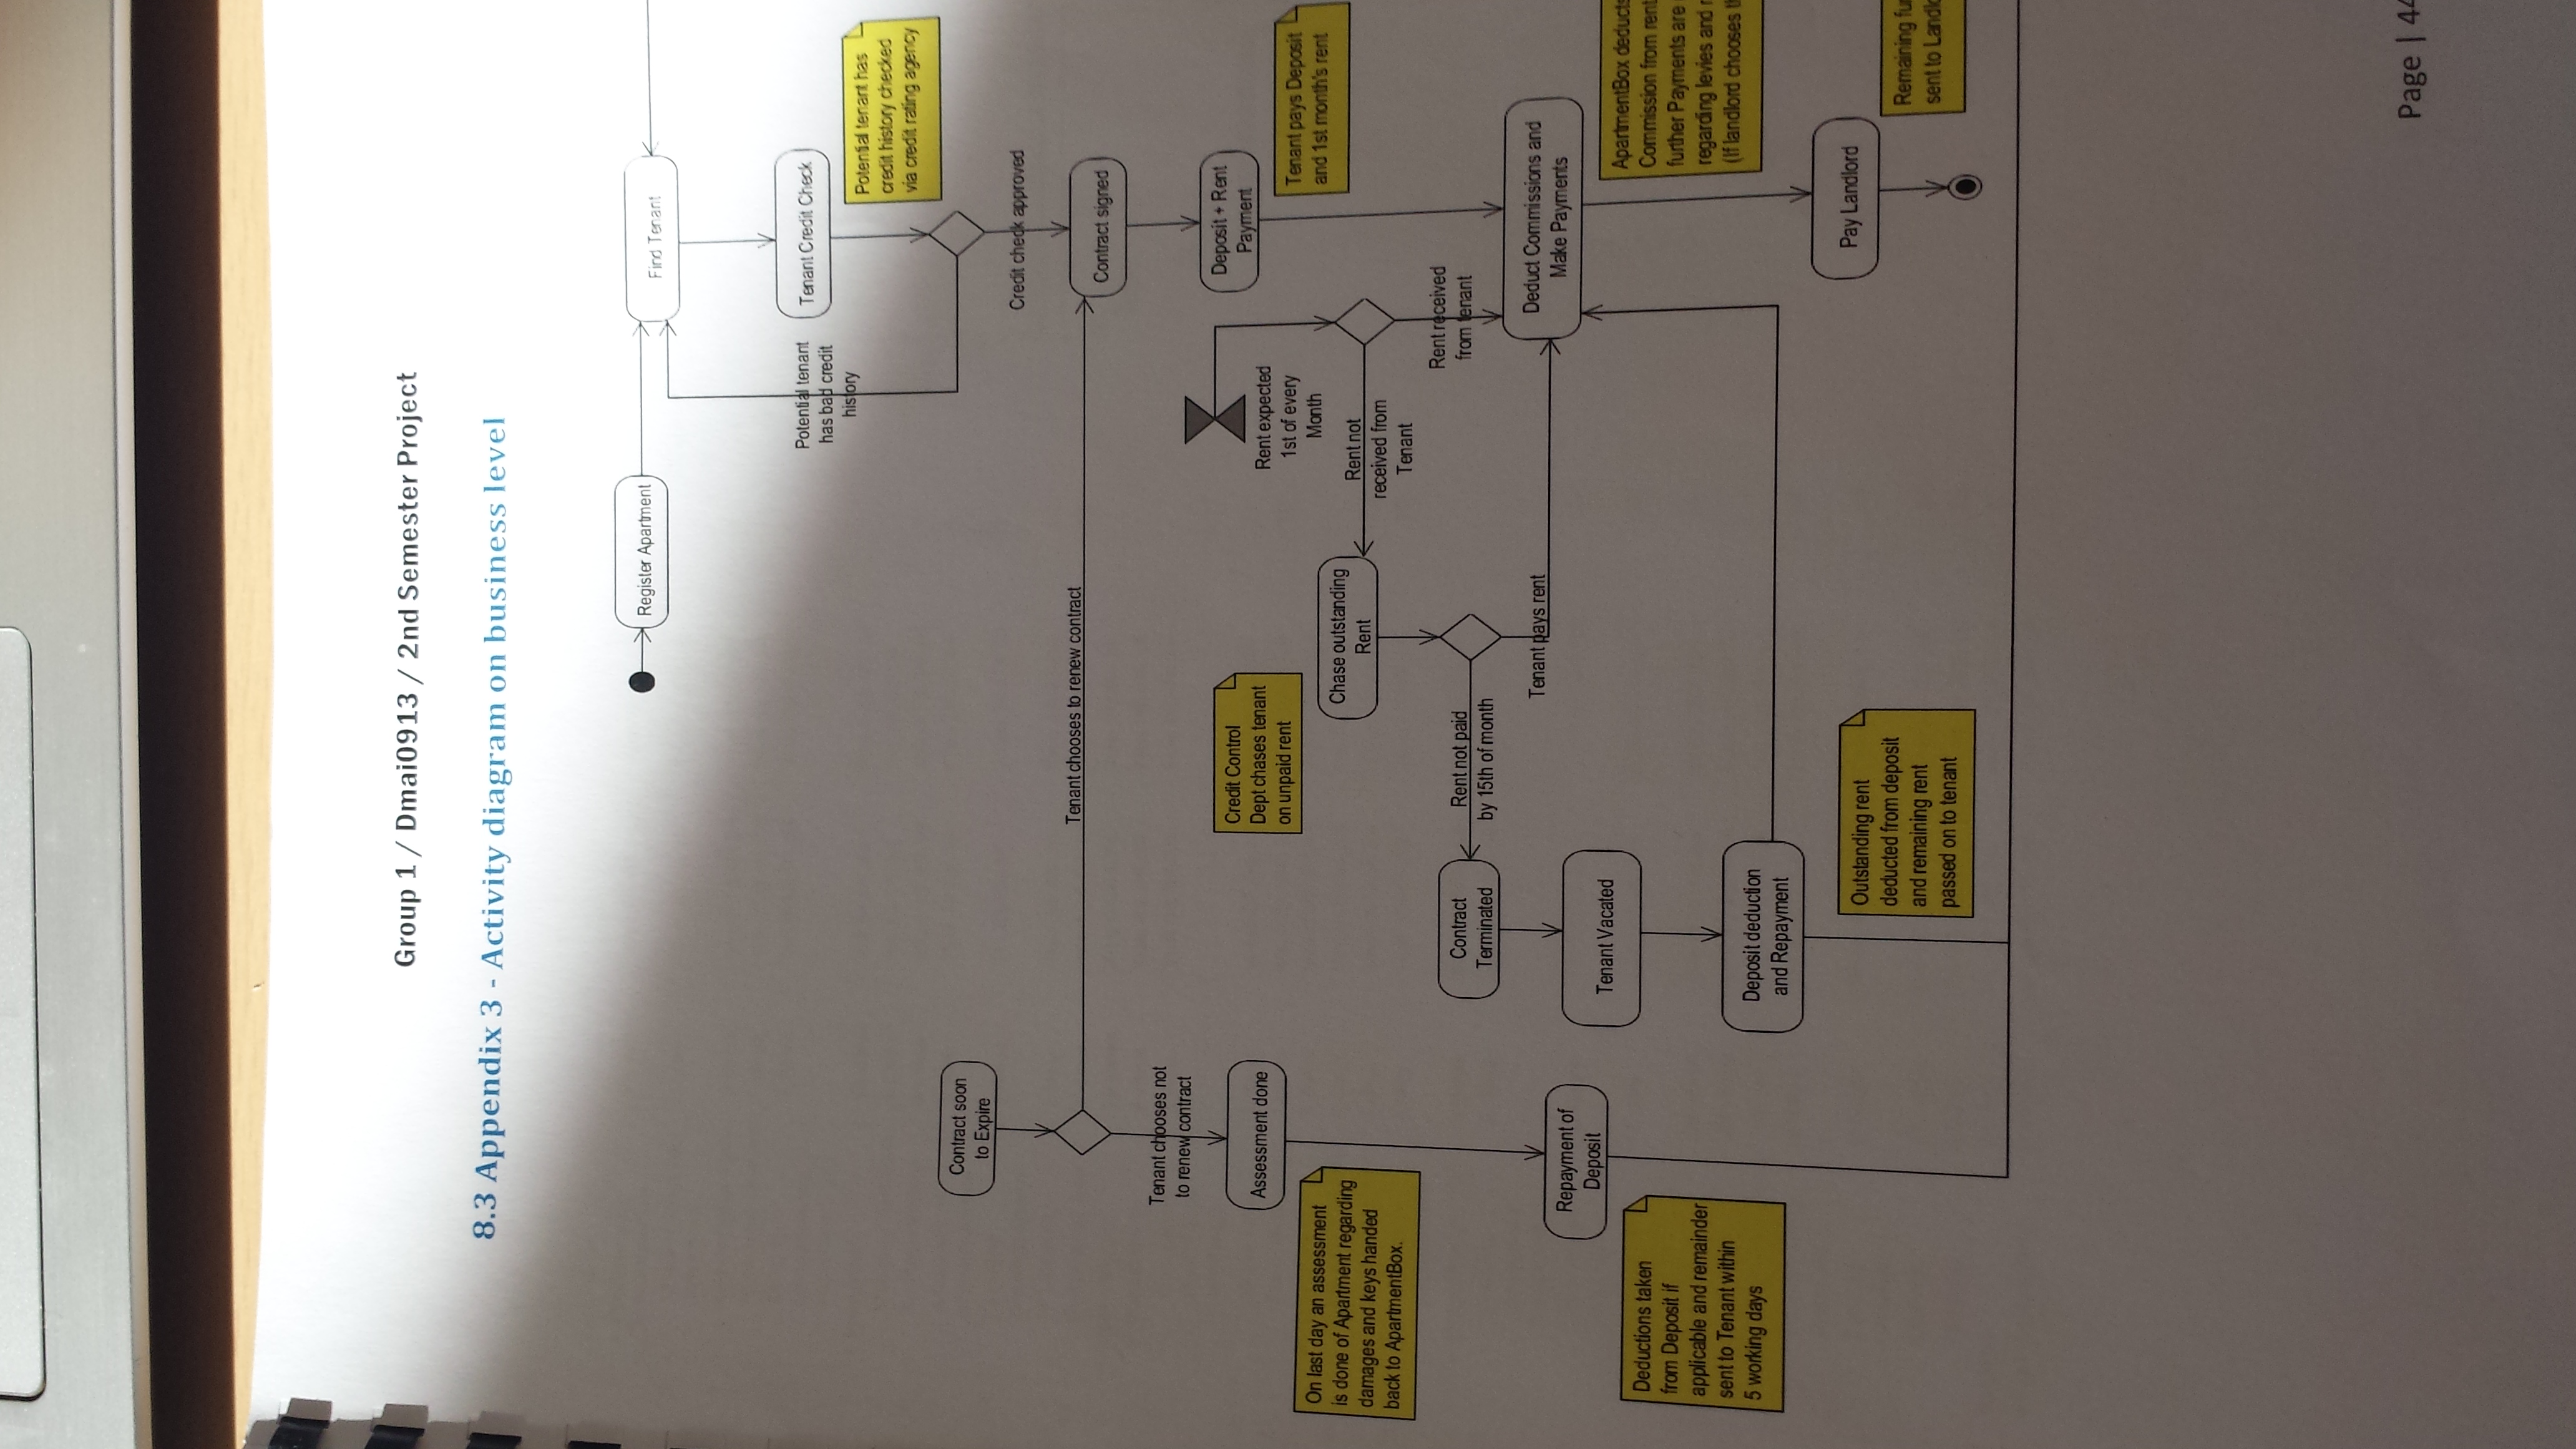 Group 1 / Dmai0913 / 2nd Semester Project
8.3 Appendix 3 - Activity diagram on business level
Register Apartment
Find Tenant
Potential tenant
has bad credit
history
Tenant Credit Check
Potential tenant has
credit history checked
via credit rating agency
Credit check approved
Contract soon
to Expire
Tenant chooses to renew contract
Contract signed
Tenant chooses not
to renew contract
Assessment done
On last day an assessment
is done of Apartment regarding
damages and keys handed
back to ApartmentBox.
Deposit + Rent
Payment
Tenant pays Deposit
and 1st month's rent
Rent expected
1st of every
Month
Rent not
received from
Tenant
Rent received
from tenant
Credit Control
Dept chases tenant
on unpaid rent
Chase outstanding
Rent
Rent not paid
by 15th of month
Tenant pays rent
Deduct Commissions and
Make Payments
ApartmentBox deducts
Commission from rent
further Payments are
regarding levies and
(If landlord chooses
Contract
Terminated
Tenant Vacated
Repayment of
Deposit
Deductions taken
from Deposit if
applicable and remainder
sent to Tenant within
5 working days
Deposit deduction
and Repayment
Outstanding rent
deducted from deposit
and remaining rent
passed on to tenant
Pay Landlord
Remaining
sent to
Page | 44